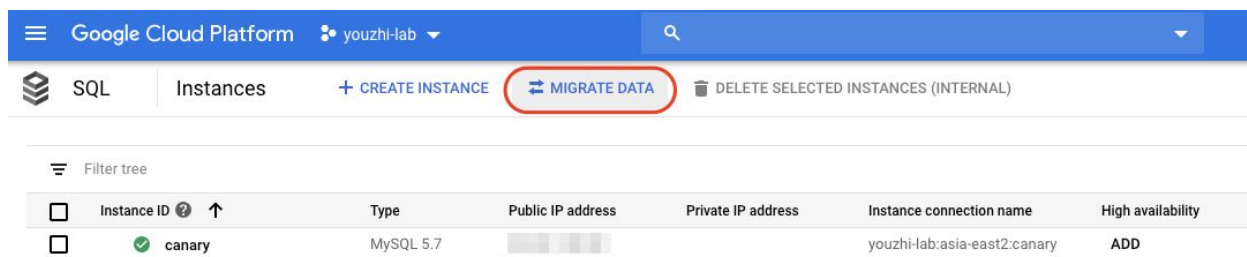 Google Cloud Platform youzhi-lab
SQL Instances + CREATE INSTANCE MIGRATE DATA DELETE SELECTED INSTANCES (INTERNAL)
Filter tree
Instance ID ? ↑ Type Public IP address Private IP address Instance connection name High availability
canary MySQL 5.7 youzhi-lab:asia-east2:canary ADD